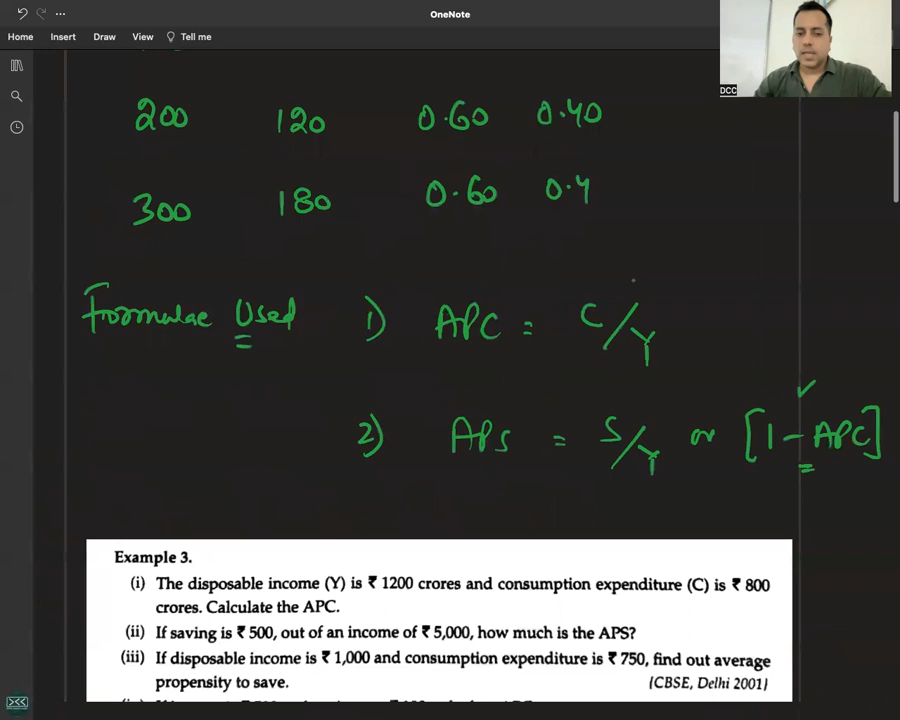 OneNote
Home Insert Draw View Tell me
DCC
200 120 0.60 0.40
300 180 0.60 0.4
Formulae Used 1) APC = C/Y
2) APS = S/Y or [1 - APC]
Example 3.
(i) The disposable income (Y) is ₹ 1200 crores and consumption expenditure (C) is ₹ 800
crores. Calculate the APC.
(ii) If saving is ₹ 500, out of an income of ₹ 5,000, how much is the APS?
(iii) If disposable income is ₹ 1,000 and consumption expenditure is ₹ 750, find out average
propensity to save. (CBSE, Delhi 2001)